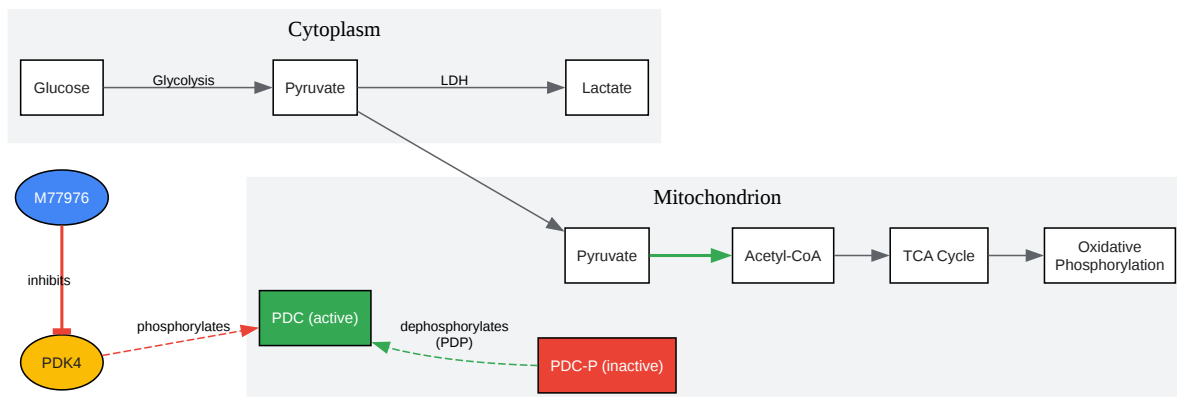 Cytoplasm
Glucose
Glycolysis
Pyruvate
LDH
Lactate
M77976
inhibits
PDK4
phosphorylates
Mitochondrion
Pyruvate
Acetyl-CoA
TCA Cycle
Oxidative
Phosphorylation
PDC (active)
dephosphorylates
(PDP)
PDC-P (inactive)